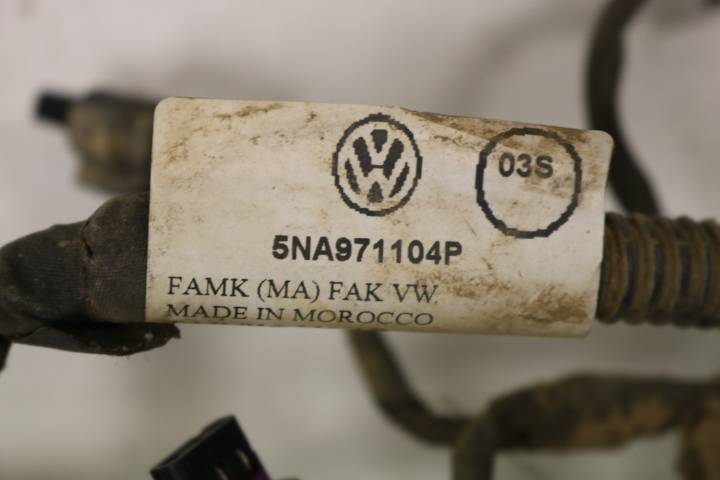 03S
5NA971104P
FAMK (MA) FAK VW.
MADE IN MOROCCO